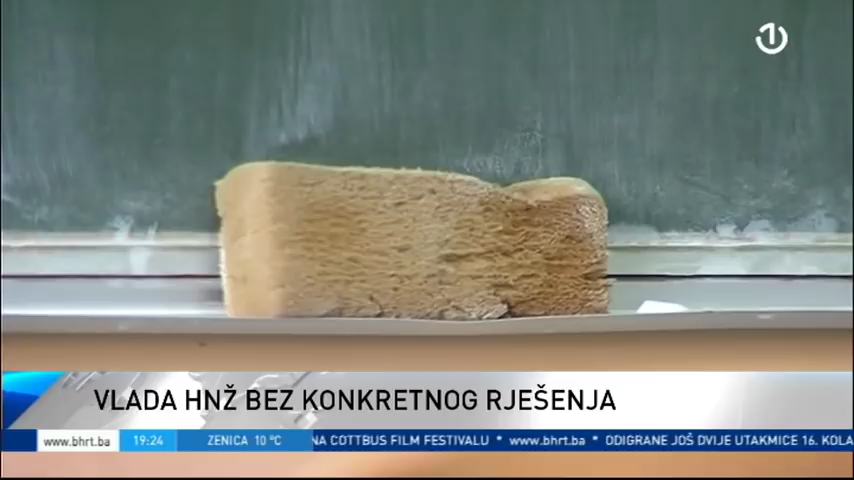 VLADA HNŽ BEZ KONKRETNOG RJEŠENJA
www.bhrt.ba 19:24 ZENICA 10 °C NA COTTBUS FILM FESTIVALU * www.bhrt.ba * ODIGRANE JOŠ DVIJE UTAKMICE 16. KOLA